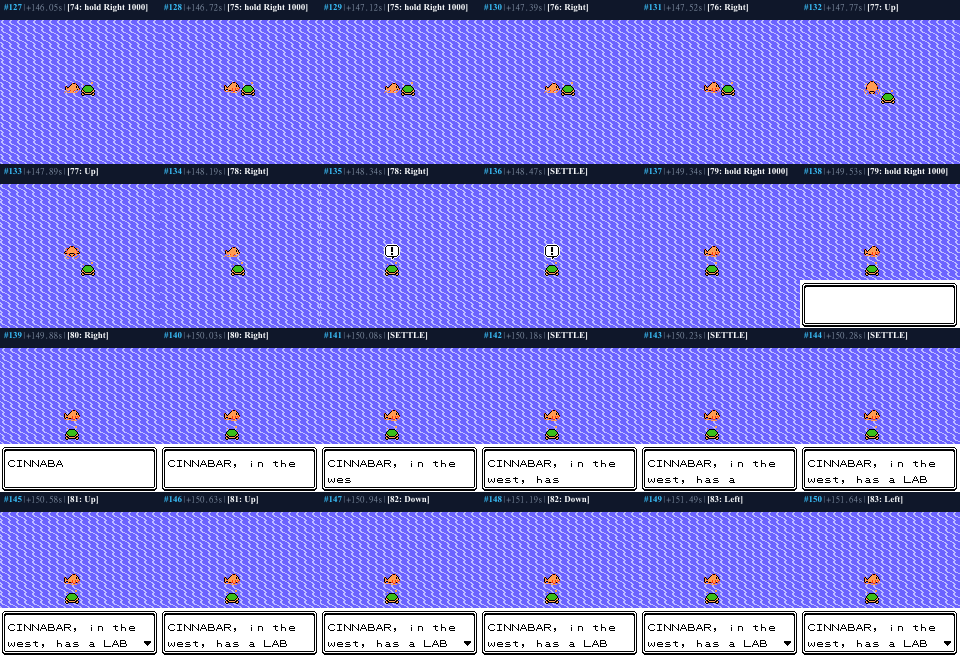 #127|+146.05s|[74: hold Right 1000]
#128|+146.72s|[75: hold Right 1000]
#129|+147.12s|[75: hold Right 1000]
#130|+147.39s|[76: Right]
#131|+147.52s|[76: Right]
#132|+147.77s|[77: Up]
#133|+147.89s|[77: Up]
#134|+148.19s|[78: Right]
#135|+148.34s|[78: Right]
#136|+148.47s|[SETTLE]
#137|+149.34s|[79: hold Right 1000]
#138|+149.53s|[79: hold Right 1000]
!
!
#139|+149.88s|[80: Right]
#140|+150.03s|[80: Right]
#141|+150.08s|[SETTLE]
#142|+150.18s|[SETTLE]
#143|+150.23s|[SETTLE]
#144|+150.28s|[SETTLE]
CINNABA
CINNABAR, in the
CINNABAR, in the
wes
CINNABAR, in the
west, has
CINNABAR, in the
west, has a
CINNABAR, in the
west, has a LAB
#145|+150.58s|[81: Up]
#146|+150.63s|[81: Up]
#147|+150.94s|[82: Down]
#148|+151.19s|[82: Down]
#149|+151.49s|[83: Left]
#150|+151.64s|[83: Left]
CINNABAR, in the
west, has a LAB
CINNABAR, in the
west, has a LAB
CINNABAR, in the
west, has a LAB
CINNABAR, in the
west, has a LAB
CINNABAR, in the
west, has a LAB
CINNABAR, in the
west, has a LAB